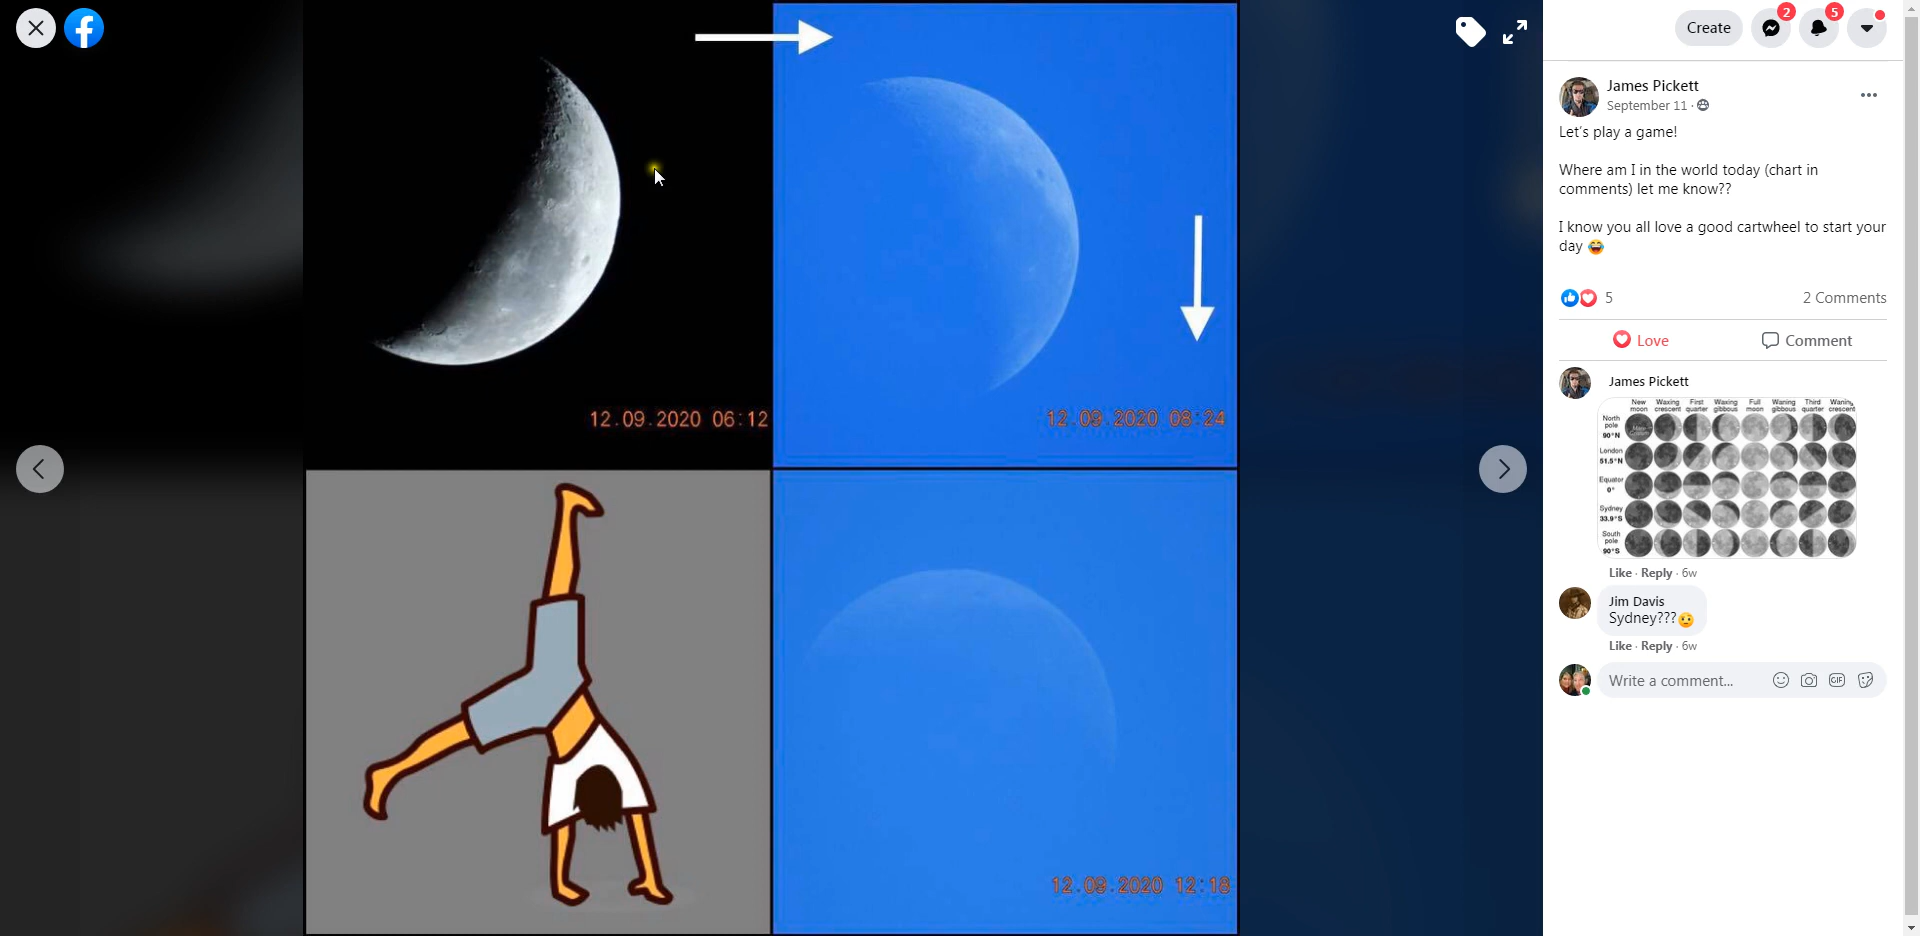 Create
2
5
James Pickett
September 11 ·
Let's play a game!
Where am I in the world today (chart in
comments) let me know??
I know you all love a good cartwheel to start your
day 😂
5
2 Comments
Love
Comment
James Pickett
New moon
Waxing crescent
First quarter
Waxing gibbous
Full moon
Waning gibbous
Third quarter
Waning crescent
North pole 90°N
London 51.5°N
Equator 0°
Sydney 33.9°S
South pole 90°S
Like · Reply · 6w
Jim Davis
Sydney???🤨
Like · Reply · 6w
Write a comment...
GIF
12.09.2020 06:12
12.09.2020 08:24
12.09.2020 12:18